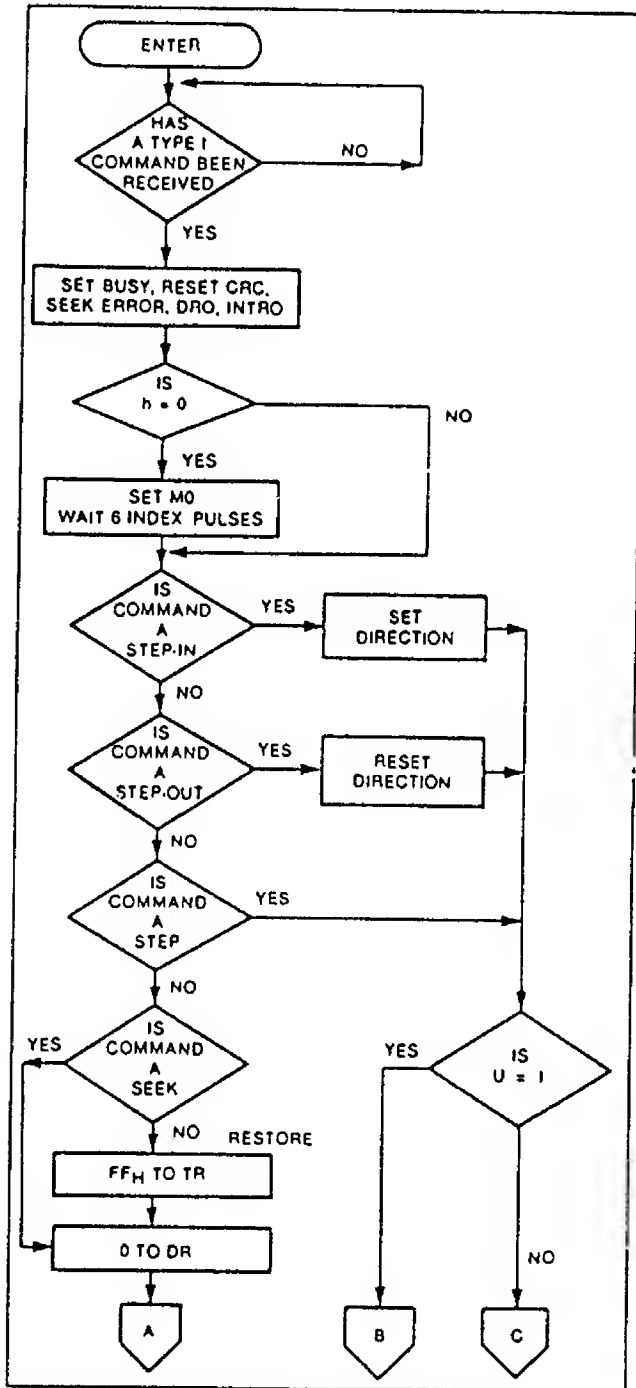 ENTER
HAS
A TYPE I
COMMAND BEEN
RECEIVED
NO
YES
SET BUSY, RESET CRC,
SEEK ERROR, DRO, INTRO
IS
h = 0
NO
YES
SET MO
WAIT 6 INDEX PULSES
IS
COMMAND
A
STEP-IN
YES
SET
DIRECTION
NO
IS
COMMAND
A
STEP-OUT
YES
RESET
DIRECTION
NO
IS
COMMAND
A
STEP
YES
NO
IS
COMMAND
A
SEEK
YES
YES
IS
U = I
NO
RESTORE
FFH TO TR
0 TO DR
NO
A
B
C